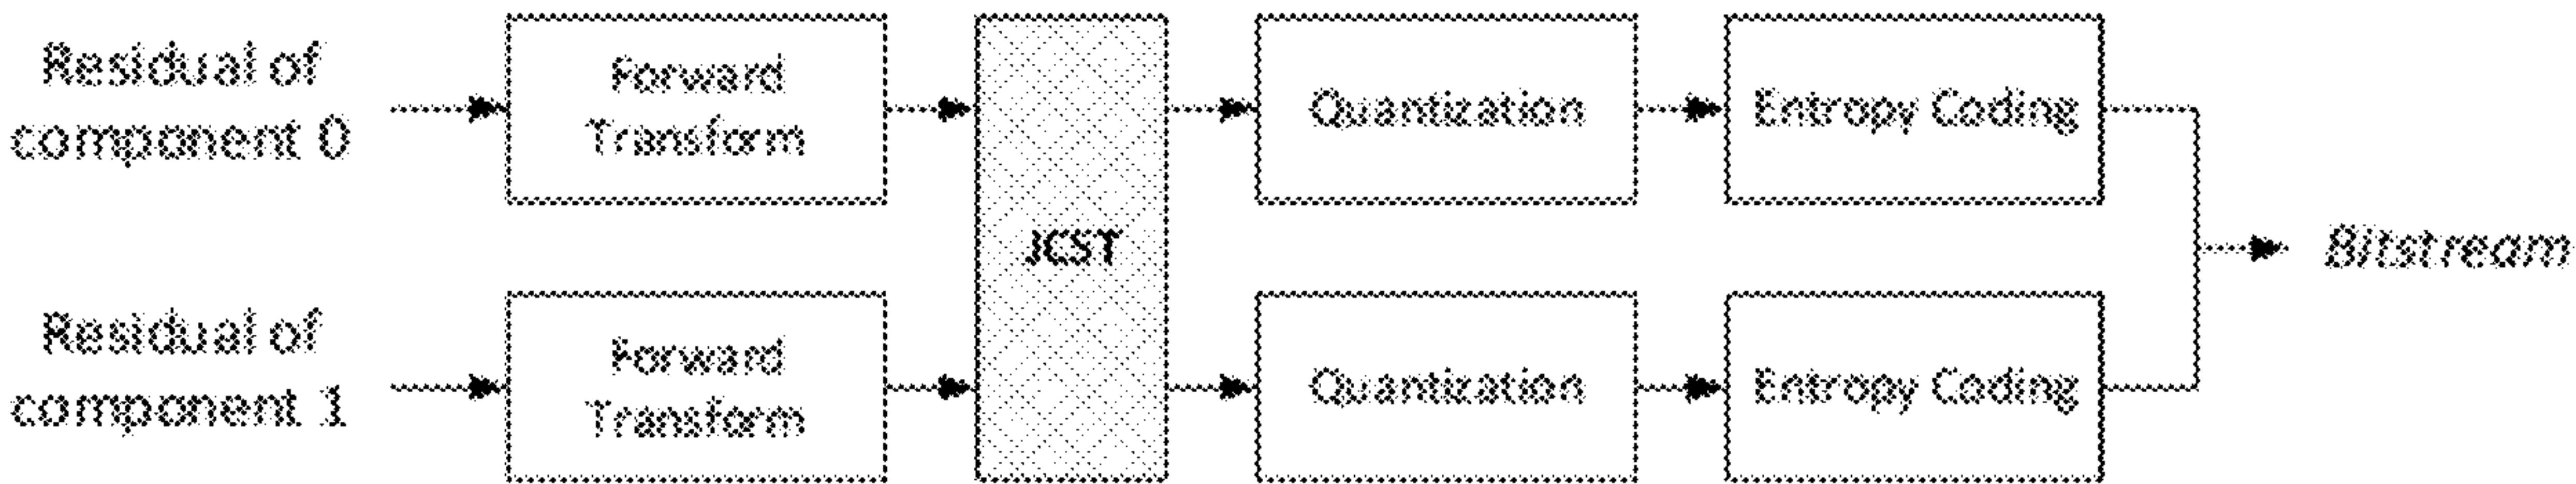 Residual of
component 0
Forward
Transform
JCST
Quantization
Entropy Coding
Bitstream
Residual of
component 1
Forward
Transform
Quantization
Entropy Coding